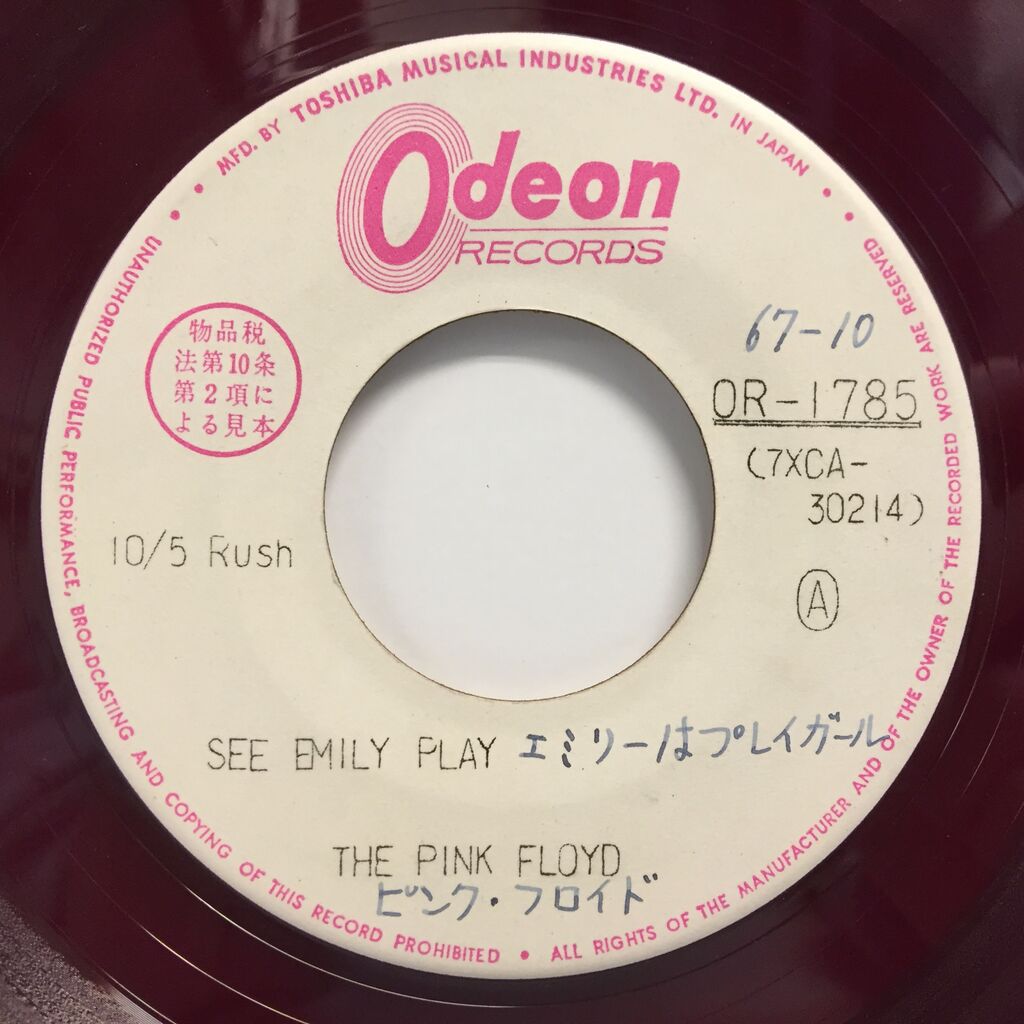 MFD. BY TOSHIBA MUSICAL INDUSTRIES LTD. IN JAPAN
Odeon
RECORDS
物品税
法第10条
第2項に
よる見本
67-10
OR-1785
(7XCA-
30214)
10/5 Rush
A
SEE EMILY PLAY エミリーはプレイガール
THE PINK FLOYD
ピンク・フロイド
UNAUTHORIZED PUBLIC PERFORMANCE, BROADCASTING AND COPYING OF THIS RECORD PROHIBITED • ALL RIGHTS OF THE MANUFACTURER AND OF THE OWNER OF THE RECORDED WORK ARE RESERVED